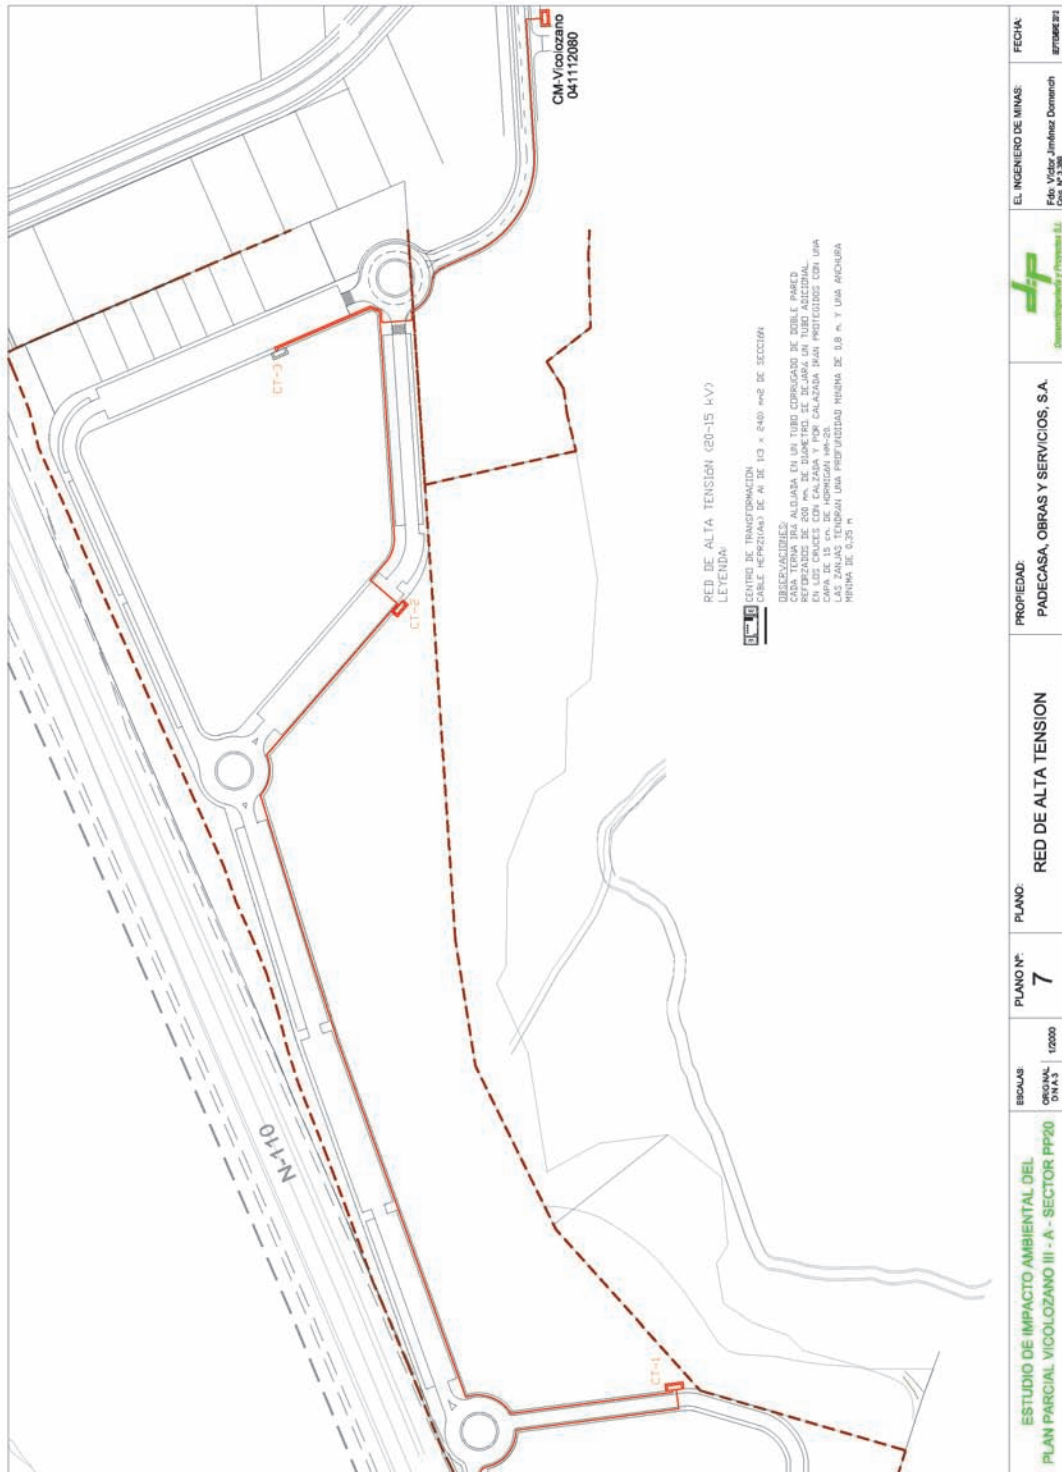 CM-Vicolozano
041112080
CT-3
CT-2
N-110
CT-1
RED DE ALTA TENSIÓN (20-15 kV)
LEYENDA:
CENTRO DE TRANSFORMACION
CABLE HEPRZ1(AS) DE Al DE 1(3 x 240) mm2 DE SECCIÓN
OBSERVACIONES:
CADA TERNA IRÁ ALOJADA EN UN TUBO CORRUGADO DE DOBLE PARED
REFORZADOS DE 200 mm. DE DIÁMETRO. SE DEJARÁ UN TUBO ADICIONAL.
EN LOS CRUCES CON CALZADA Y POR CALZADA IRAN PROTEGIDOS CON UNA
CAPA DE 15 cm. DE HORMIGÓN HM-20.
LAS ZANJAS TENDRÁN UNA PROFUNDIDAD MINIMA DE 0,8 m. Y UNA ANCHURA
MINIMA DE 0,35 m
ESTUDIO DE IMPACTO AMBIENTAL DEL
PLAN PARCIAL VICOLOZANO III - A - SECTOR PP20
ESCALAS:
ORIGINAL
DIN A-3
1/2000
PLANO Nº:
7
PLANO:
RED DE ALTA TENSION
PROPIEDAD:
PADECASA, OBRAS Y SERVICIOS, S.A.
EL INGENIERO DE MINAS:
Fdo: Víctor Jiménez Domench
FECHA: